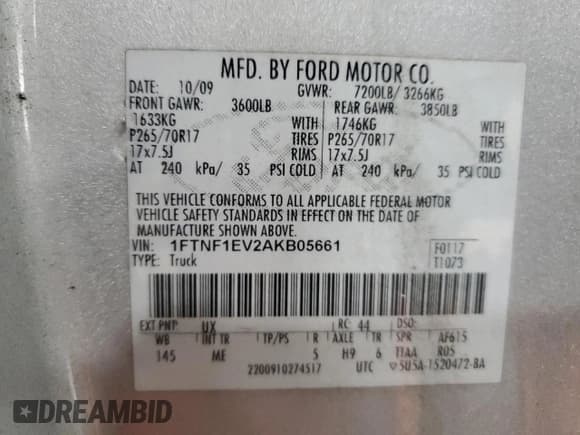 MFD. BY FORD MOTOR CO.
DATE: 10/09 GVWR: 7200LB/ 3266KG
FRONT GAWR: 3600LB REAR GAWR: 3850LB
1633KG WITH 1746KG WITH
P265/70R17 TIRES P265/70R17 TIRES
17x7.5J RIMS 17x7.5J RIMS
AT 240 kPa/ 35 PSI COLD AT 240 kPa/ 35 PSI COLD
THIS VEHICLE CONFORMS TO ALL APPLICABLE FEDERAL MOTOR
VEHICLE SAFETY STANDARDS IN EFFECT ON THE DATE OF
MANUFACTURE SHOWN ABOVE.
VIN: 1FTNF1EV2AKB05661 F0117
TYPE: Truck T1073
EXT PNT: UX RC: 44 DSO:
WB INT TR TP/PS R AXLE TR SPR AF615
145 ME 5 H9 6 TTAA R05
2200910274517 UTC ▽5U5A-1520472-BA
DREAMBID